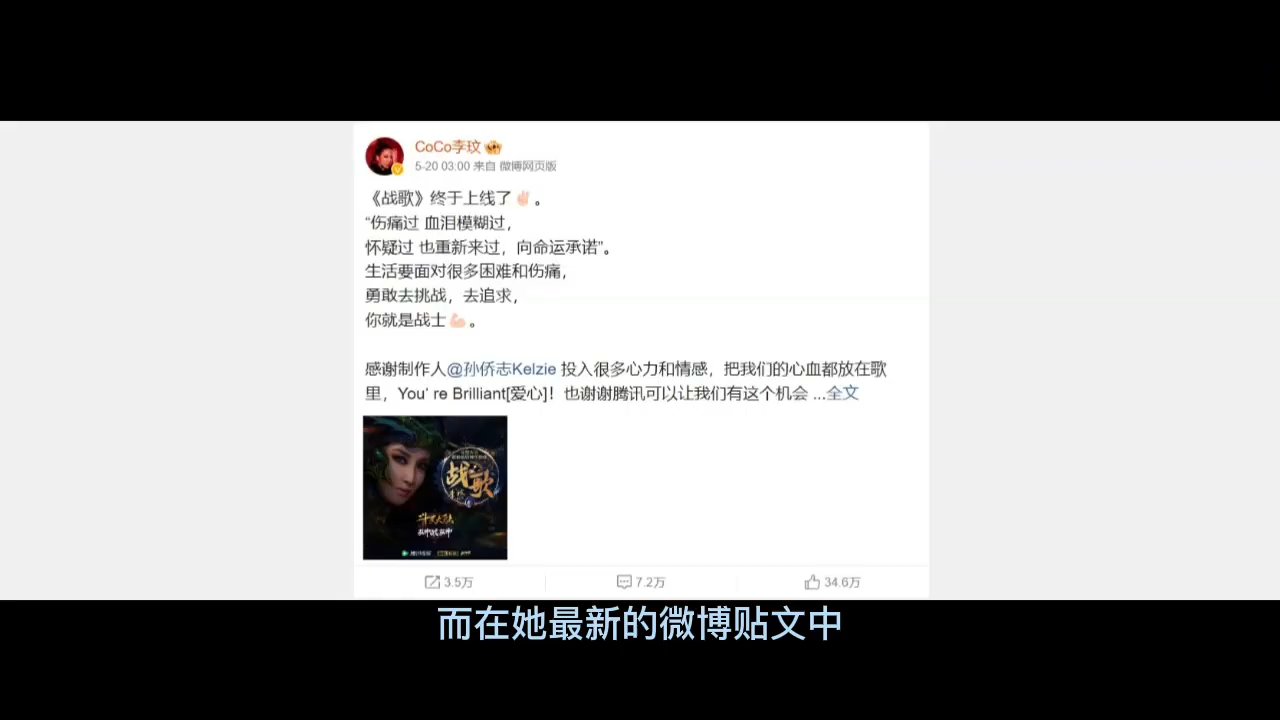 CoCo李玟
5-20 03:00 来自 微博网页版
《战歌》终于上线了✌🏻。
“伤痛过 血泪模糊过，
怀疑过 也重新来过，向命运承诺”。
生活要面对很多困难和伤痛，
勇敢去挑战，去追求，
你就是战士💪🏻。
感谢制作人@孙侨志Kelzie 投入很多心力和情感，把我们的心血都放在歌
里，You' re Brilliant[爱心]！也谢谢腾讯可以让我们有这个机会 ...全文
战歌
3.5万
7.2万
34.6万
而在她最新的微博贴文中